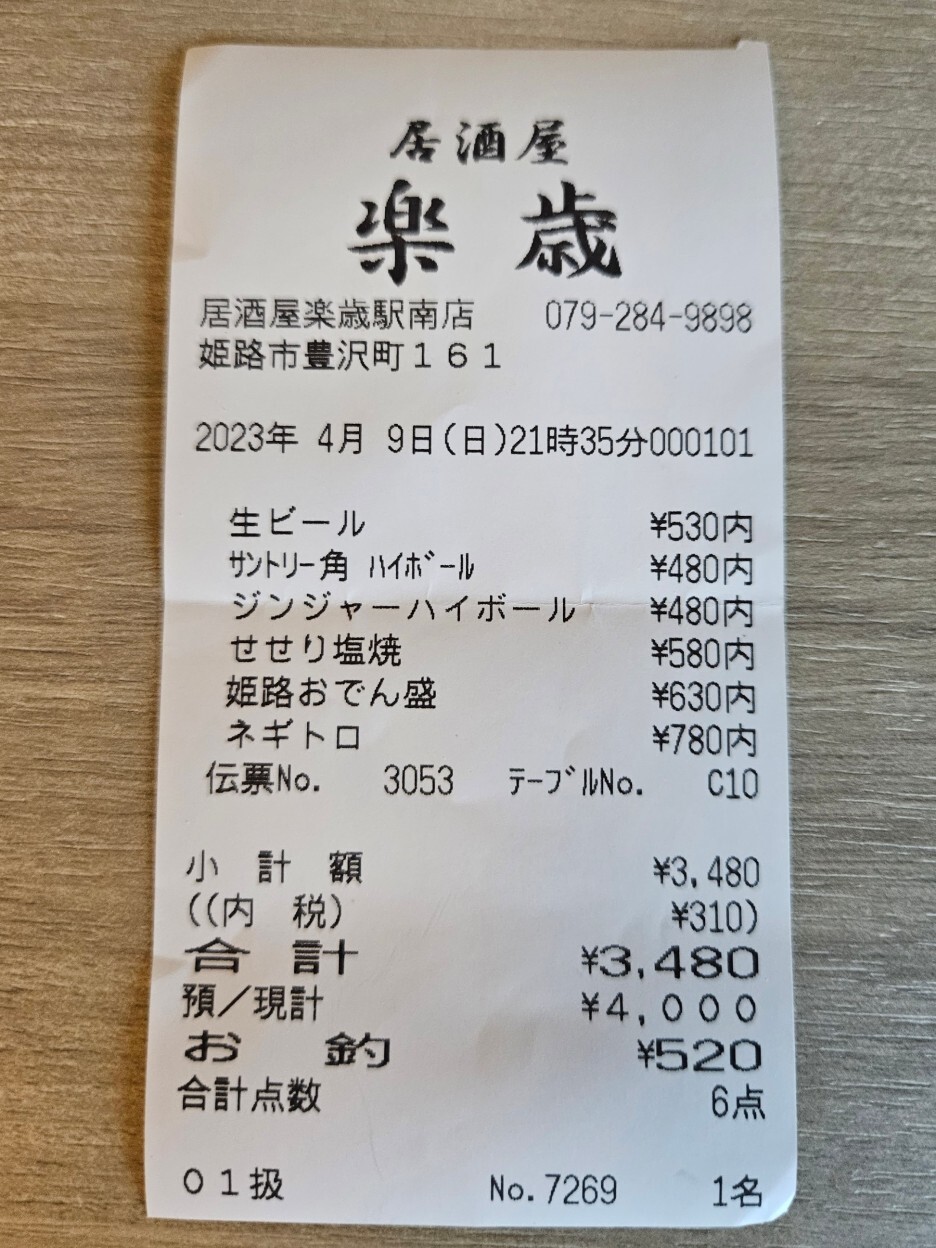 居酒屋
楽歳
居酒屋楽歳駅南店 079-284-9898
姫路市豊沢町161
2023年 4月 9日(日)21時35分000101
生ビール ¥530内
ｻﾝﾄﾘｰ角 ﾊｲﾎﾞｰﾙ ¥480内
ジンジャーハイボール ¥480内
せせり塩焼 ¥580内
姫路おでん盛 ¥630内
ネギトロ ¥780内
伝票No. 3053 ﾃｰﾌﾞﾙNo. C10
小計額 ¥3,480
((内 税) ¥310)
合計 ¥3,480
預/現計 ¥4,000
お釣 ¥520
合計点数 6点
01扱 No.7269 1名